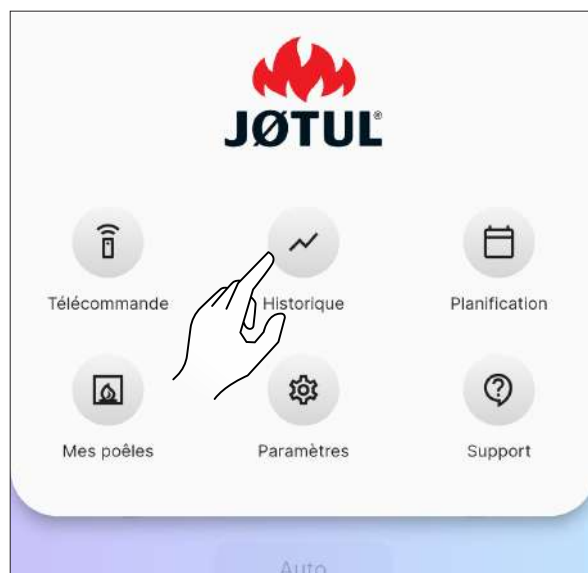 JØTUL®
Télécommande Historique Planification
Mes poêles Paramètres Support
Auto